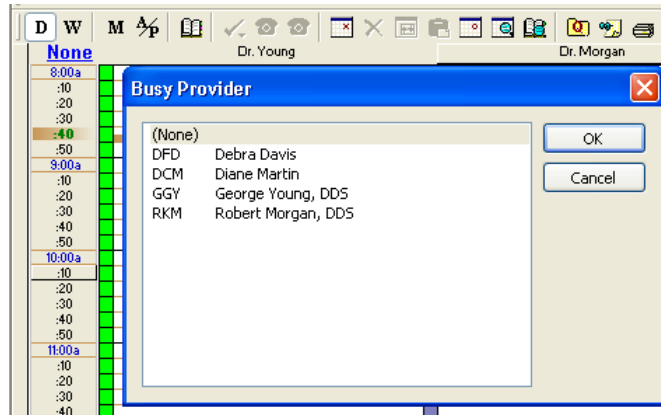 D W M A/P
None Dr. Young Dr. Morgan
8:00a
:10
:20
:30
:40
:50
9:00a
:10
:20
:30
:40
:50
10:00a
:10
:20
:30
:40
:50
11:00a
:10
:20
:30
:40
Busy Provider
(None)
DFD Debra Davis
DCM Diane Martin
GGY George Young, DDS
RKM Robert Morgan, DDS
OK
Cancel